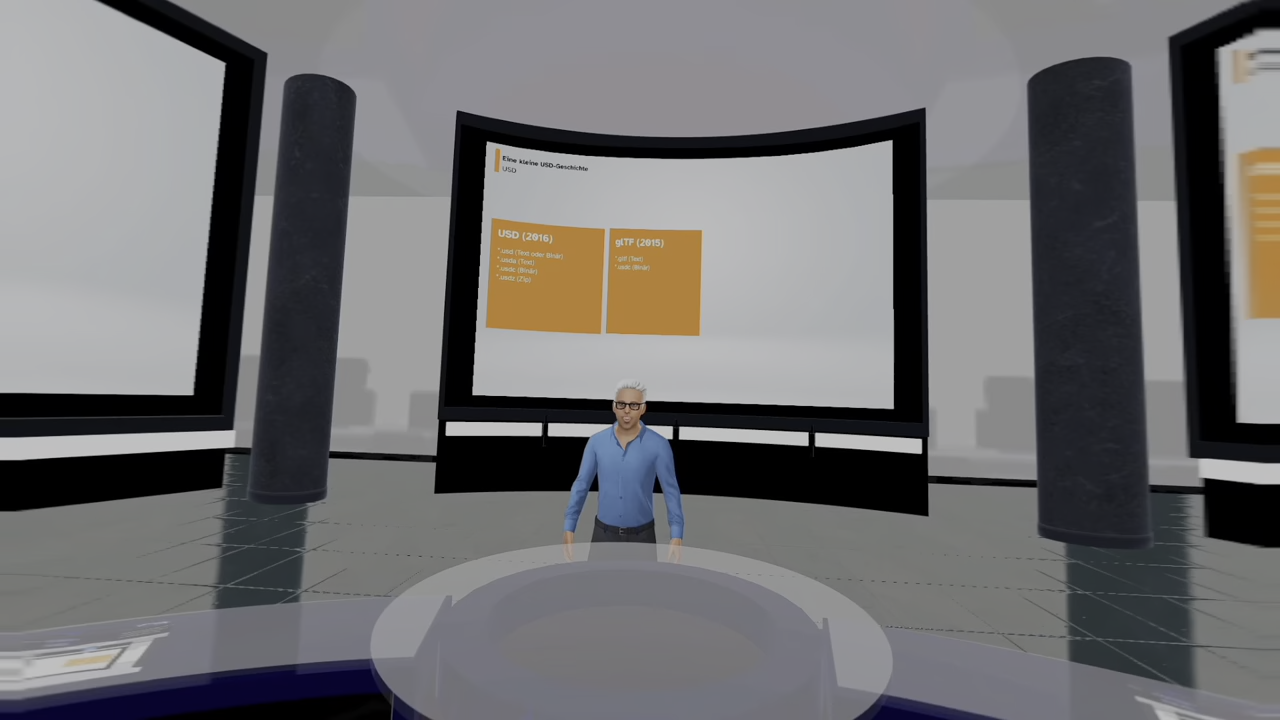 Eine kleine USD-Geschichte
USD
USD (2016)
*.usd (Text oder Binär)
*.usda (Text)
*.usdc (Binär)
*.usdz (Zip)
glTF (2015)
*.gltf (Text)
*.usdc (Binär)